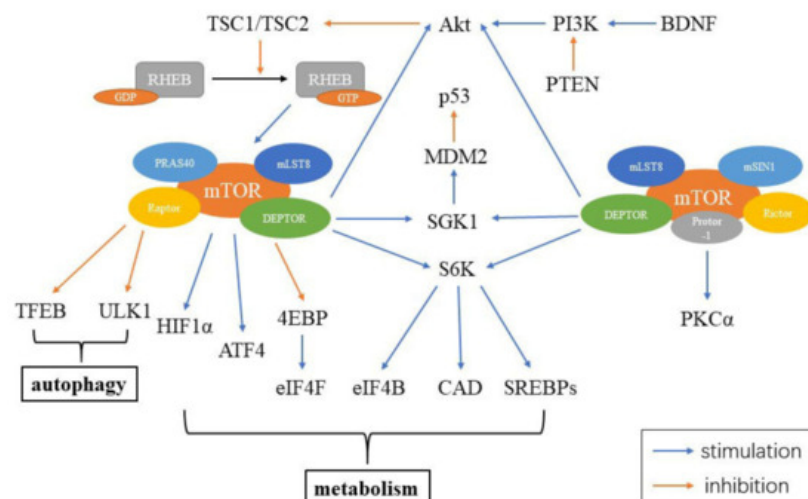 TSC1/TSC2
Akt
PI3K
BDNF
RHEB
GDP
RHEB
GTP
PTEN
p53
MDM2
PRAS40
mLST8
mTOR
Raptor
DEPTOR
mLST8
mSIN1
mTOR
DEPTOR
Protor
-1
Rictor
SGK1
S6K
TFEB
ULK1
HIF1α
ATF4
4EBP
PKCα
autophagy
eIF4F
eIF4B
CAD
SREBPs
metabolism
stimulation
inhibition